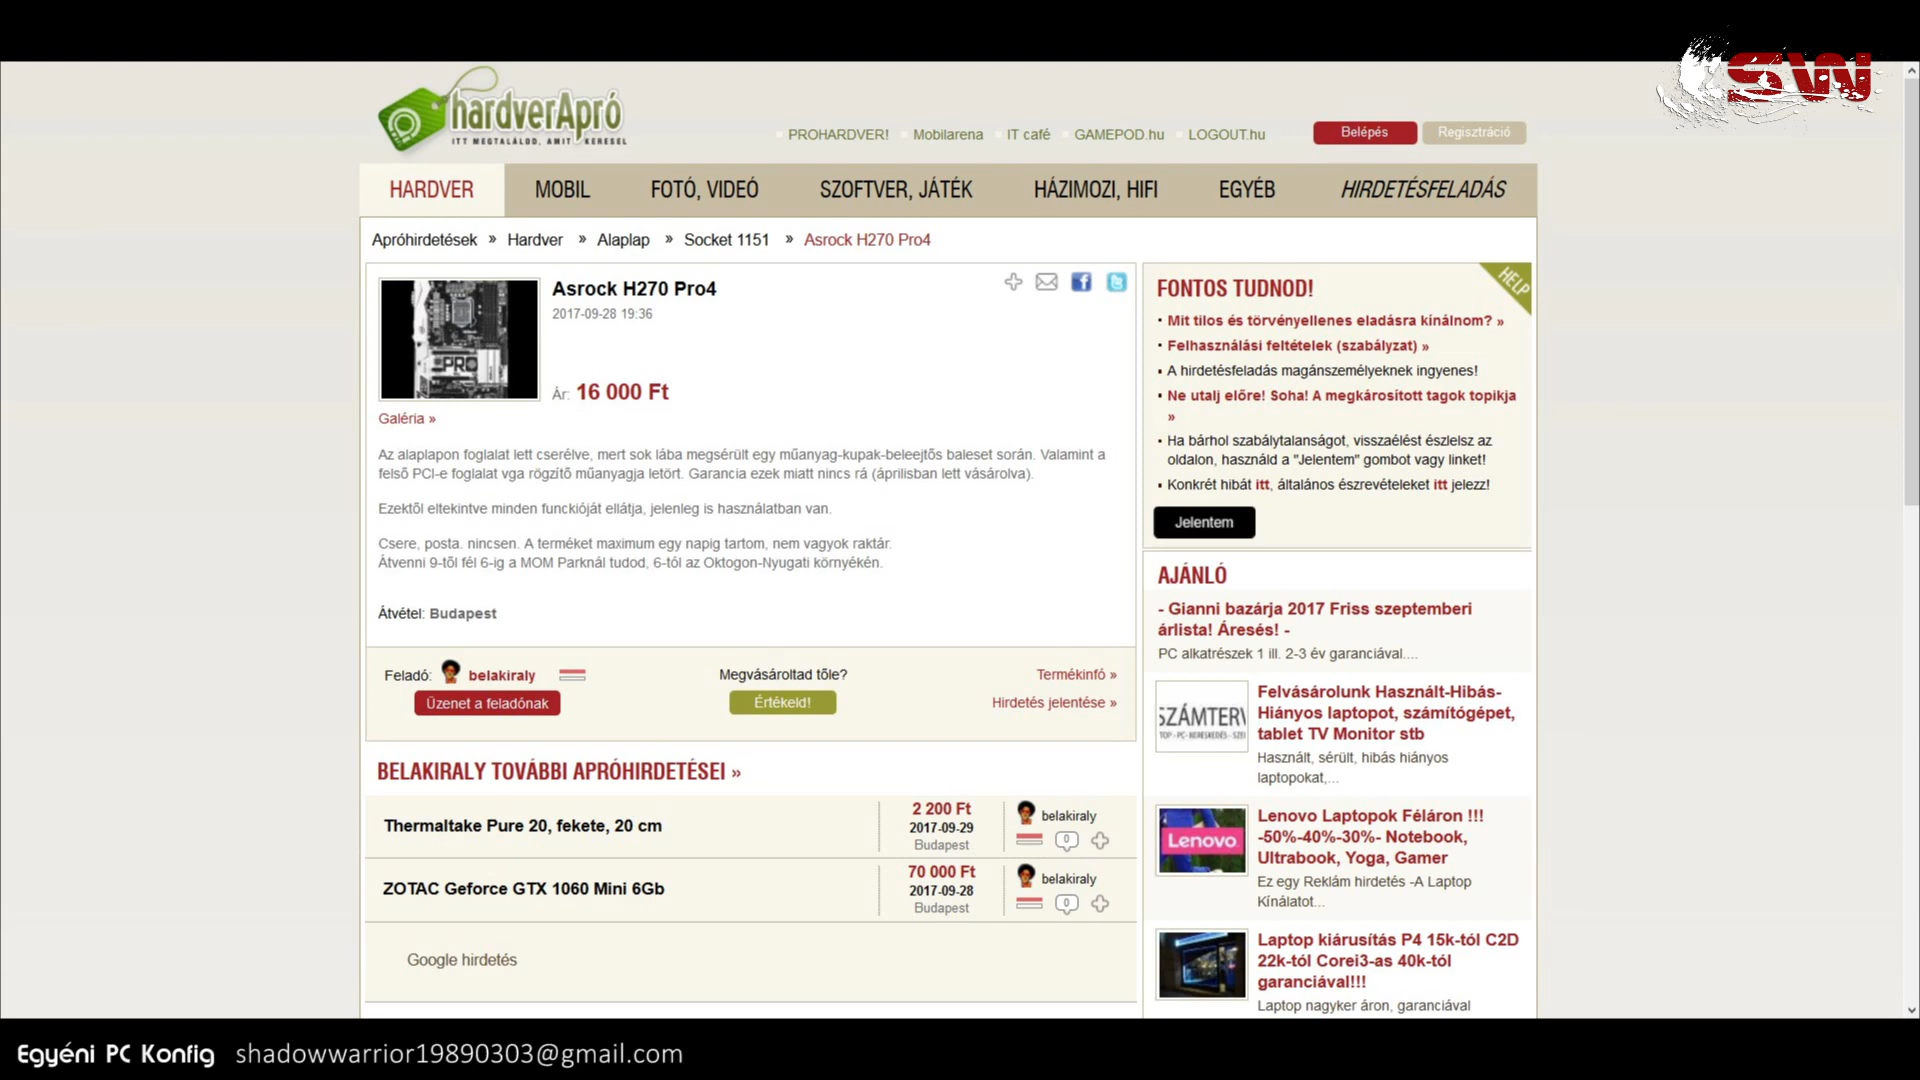 SW
hardverApró
ITT MEGTALÁLOD, AMIT KERESEL
PROHARDVER! Mobilarena IT café GAMEPOD.hu LOGOUT.hu
Belépés Regisztráció
HARDVER MOBIL FOTÓ, VIDEÓ SZOFTVER, JÁTÉK HÁZIMOZI, HIFI EGYÉB HIRDETÉSFELADÁS
Apróhirdetések » Hardver » Alaplap » Socket 1151 » Asrock H270 Pro4
Asrock H270 Pro4
2017-09-28 19:36
PRO
Ár: 16 000 Ft
Galéria »
Az alaplapon foglalat lett cserélve, mert sok lába megsérült egy műanyag-kupak-beleejtős baleset során. Valamint a
felső PCI-e foglalat vga rögzítő műanyagja letört. Garancia ezek miatt nincs rá (áprilisban lett vásárolva).
Ezektől eltekintve minden funckióját ellátja, jelenleg is használatban van.
Csere, posta. nincsen. A terméket maximum egy napig tartom, nem vagyok raktár.
Átvenni 9-től fél 6-ig a MOM Parknál tudod, 6-tól az Oktogon-Nyugati környékén.
Átvétel: Budapest
Feladó: belakiraly
Üzenet a feladónak
Megvásároltad tőle?
Értékeld!
Termékinfó »
Hirdetés jelentése »
BELAKIRALY TOVÁBBI APRÓHIRDETÉSEI »
Thermaltake Pure 20, fekete, 20 cm
2 200 Ft
2017-09-29
Budapest
belakiraly
0
ZOTAC Geforce GTX 1060 Mini 6Gb
70 000 Ft
2017-09-28
Budapest
belakiraly
0
Google hirdetés
HELP
FONTOS TUDNOD!
Mit tilos és törvényellenes eladásra kínálnom? »
Felhasználási feltételek (szabályzat) »
A hirdetésfeladás magánszemélyeknek ingyenes!
Ne utalj előre! Soha! A megkárosított tagok topikja
»
Ha bárhol szabálytalanságot, visszaélést észlelsz az
oldalon, használd a "Jelentem" gombot vagy linket!
Konkrét hibát itt, általános észrevételeket itt jelezz!
Jelentem
AJÁNLÓ
- Gianni bazárja 2017 Friss szeptemberi
árlista! Áresés! -
PC alkatrészek 1 ill. 2-3 év garanciával....
SZÁMTERV
Felvásárolunk Használt-Hibás-
Hiányos laptopot, számítógépet,
tablet TV Monitor stb
Használt, sérült, hibás hiányos
laptopokat,...
Lenovo
Lenovo Laptopok Féláron !!!
-50%-40%-30%- Notebook,
Ultrabook, Yoga, Gamer
Ez egy Reklám hirdetés -A Laptop
Kínálatot...
Laptop kiárusítás P4 15k-tól C2D
22k-tól Corei3-as 40k-tól
garanciával!!!
Laptop nagyker áron, garanciával
Egyéni PC Konfig shadowwarrior19890303@gmail.com